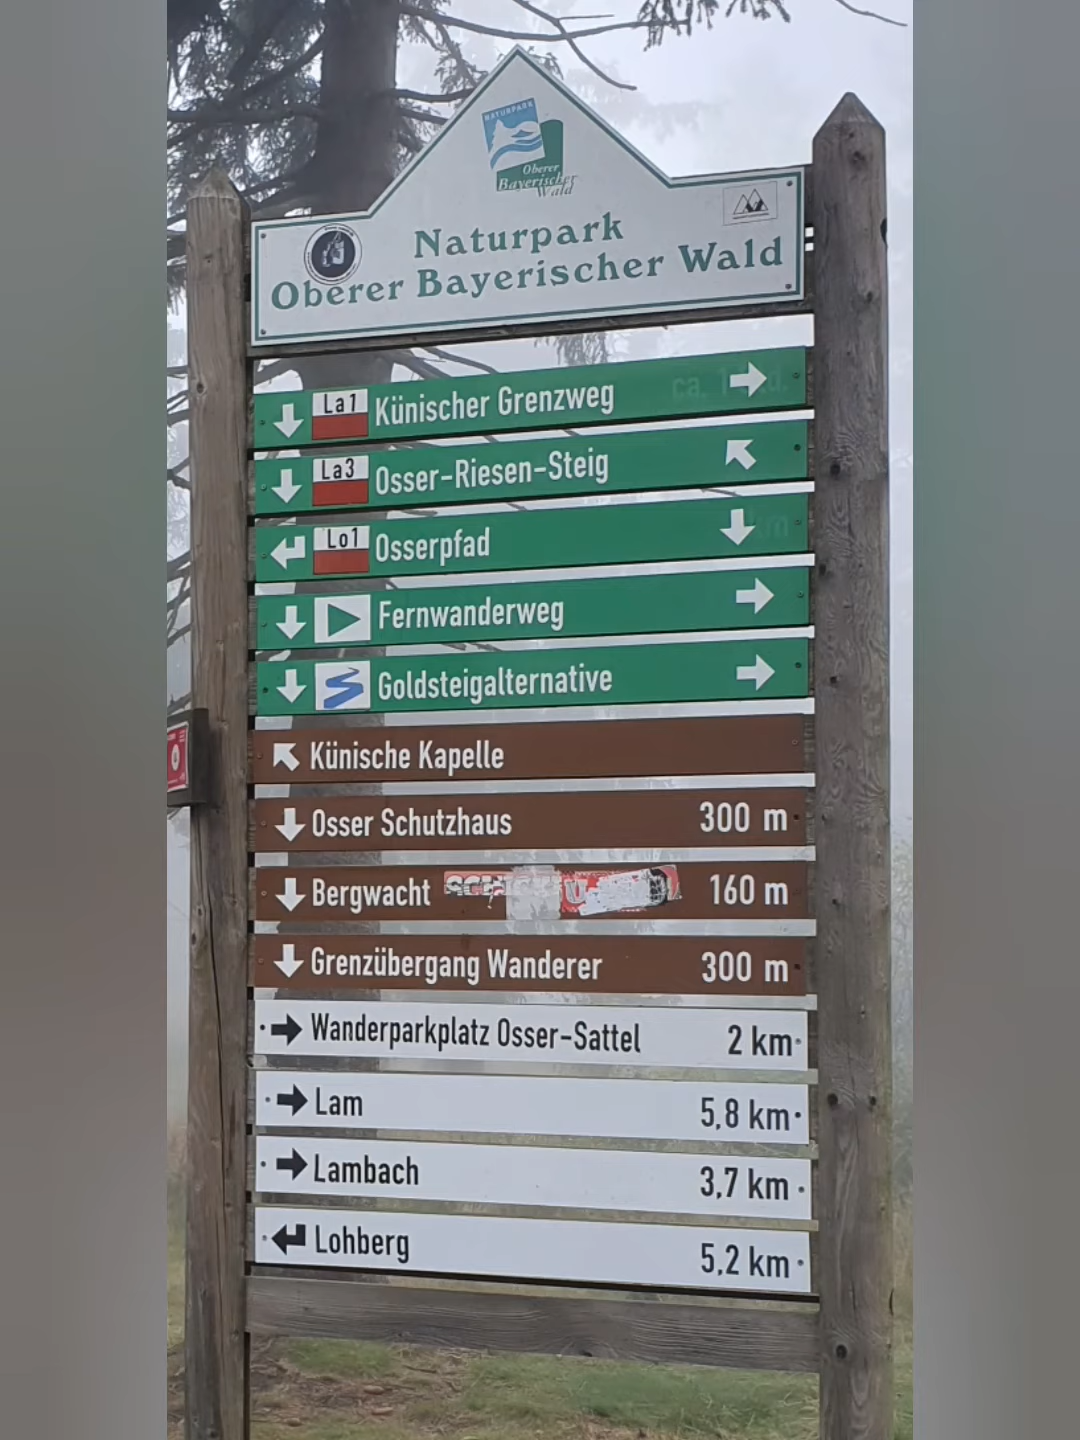 NATURPARK
Oberer
Bayerischer
Wald
Naturpark
Oberer Bayerischer Wald
La1 Künischer Grenzweg
La3 Osser-Riesen-Steig
Lo1 Osserpfad
Fernwanderweg
Goldsteigalternative
Künische Kapelle
Osser Schutzhaus 300 m
Bergwacht 160 m
Grenzübergang Wanderer 300 m
Wanderparkplatz Osser-Sattel 2 km
Lam 5,8 km
Lambach 3,7 km
Lohberg 5,2 km